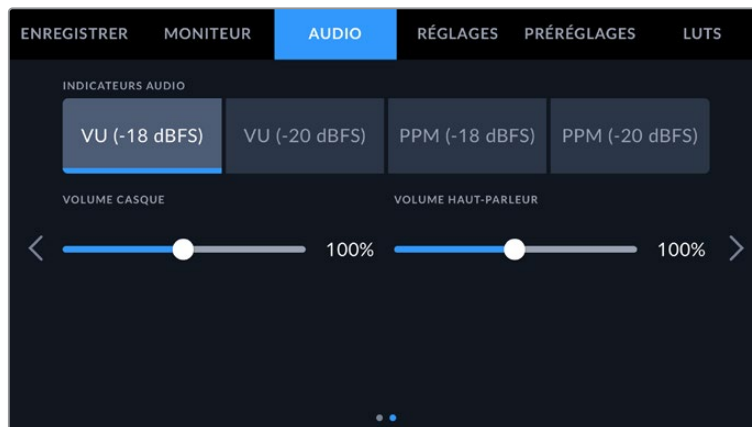 ENREGISTRER MONITEUR AUDIO RÉGLAGES PRÉRÉGLAGES LUTS
INDICATEURS AUDIO
VU (-18 dBFS) VU (-20 dBFS) PPM (-18 dBFS) PPM (-20 dBFS)
VOLUME CASQUE VOLUME HAUT-PARLEUR
100% 100%